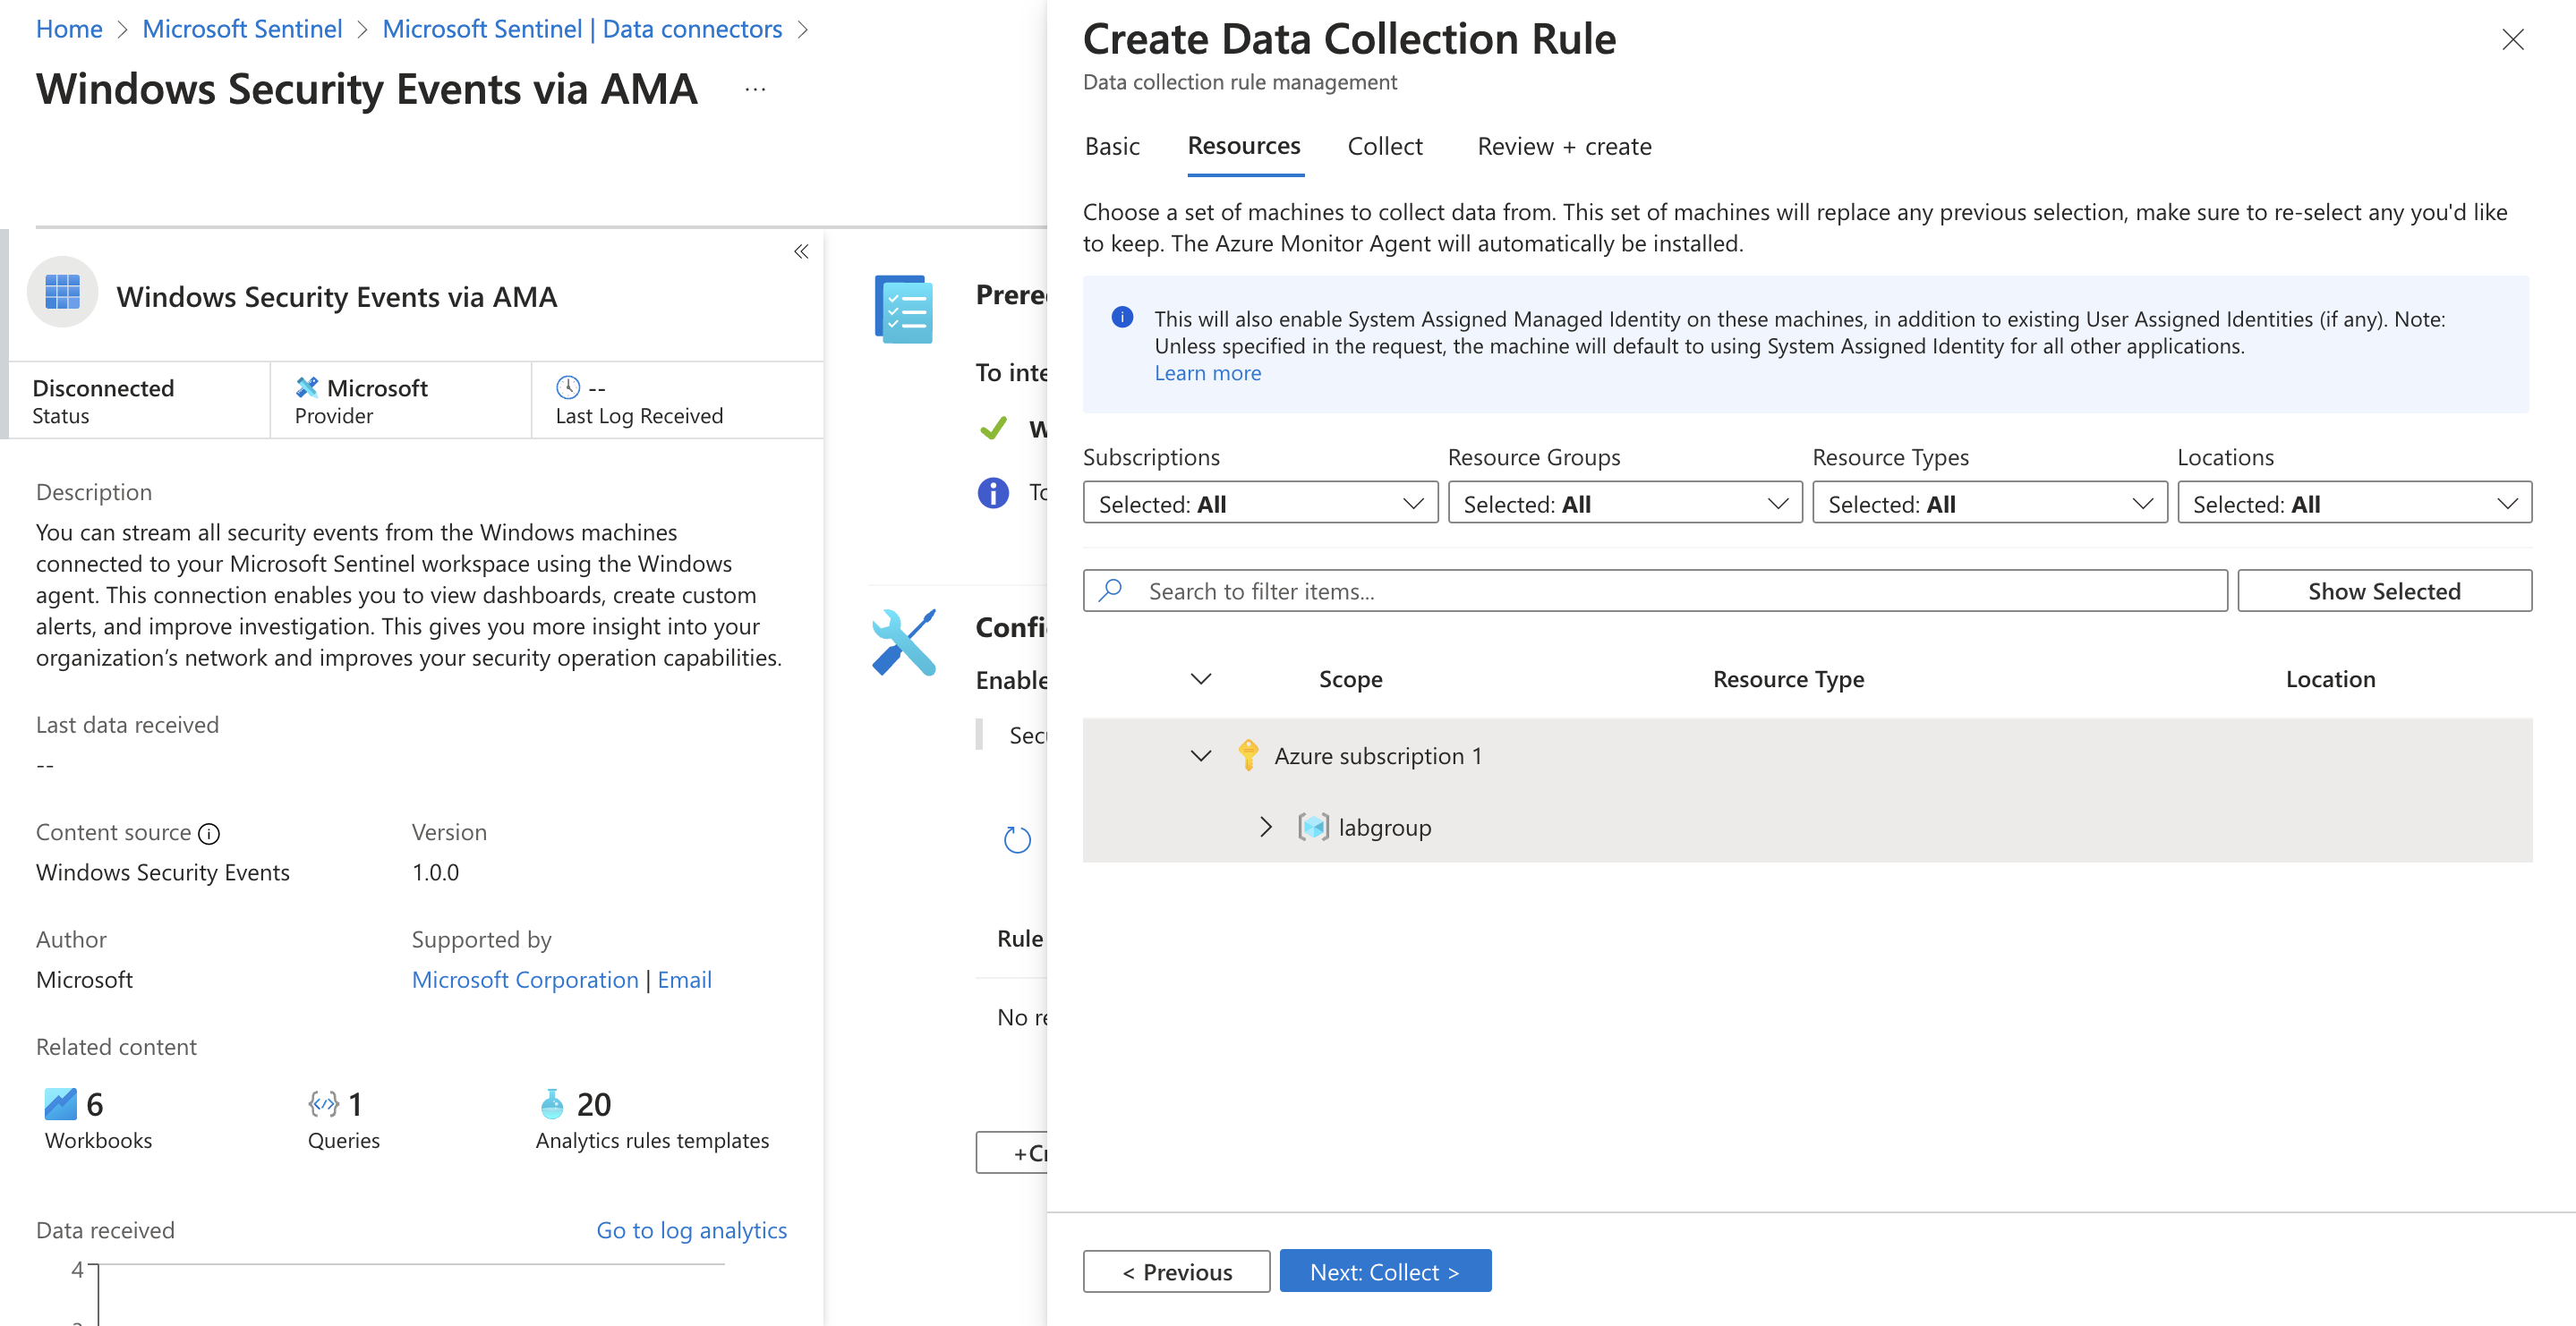 Home > Microsoft Sentinel > Microsoft Sentinel | Data connectors >
Windows Security Events via AMA ...
«
Windows Security Events via AMA
Disconnected
Status
Microsoft
Provider
--
Last Log Received
Description
You can stream all security events from the Windows machines
connected to your Microsoft Sentinel workspace using the Windows
agent. This connection enables you to view dashboards, create custom
alerts, and improve investigation. This gives you more insight into your
organization’s network and improves your security operation capabilities.
Last data received
--
Content source
Version
Windows Security Events
1.0.0
Author
Supported by
Microsoft
Microsoft Corporation | Email
Related content
6
Workbooks
1
Queries
20
Analytics rules templates
Data received
Go to log analytics
4
To inte
Enable
Rule
+Cr
Create Data Collection Rule
Data collection rule management
Basic
Resources
Collect
Review + create
Choose a set of machines to collect data from. This set of machines will replace any previous selection, make sure to re-select any you'd like
to keep. The Azure Monitor Agent will automatically be installed.
This will also enable System Assigned Managed Identity on these machines, in addition to existing User Assigned Identities (if any). Note:
Unless specified in the request, the machine will default to using System Assigned Identity for all other applications.
Learn more
Subscriptions
Resource Groups
Resource Types
Locations
Selected: All
Selected: All
Selected: All
Selected: All
Search to filter items...
Show Selected
Scope
Resource Type
Location
Azure subscription 1
labgroup
< Previous
Next: Collect >